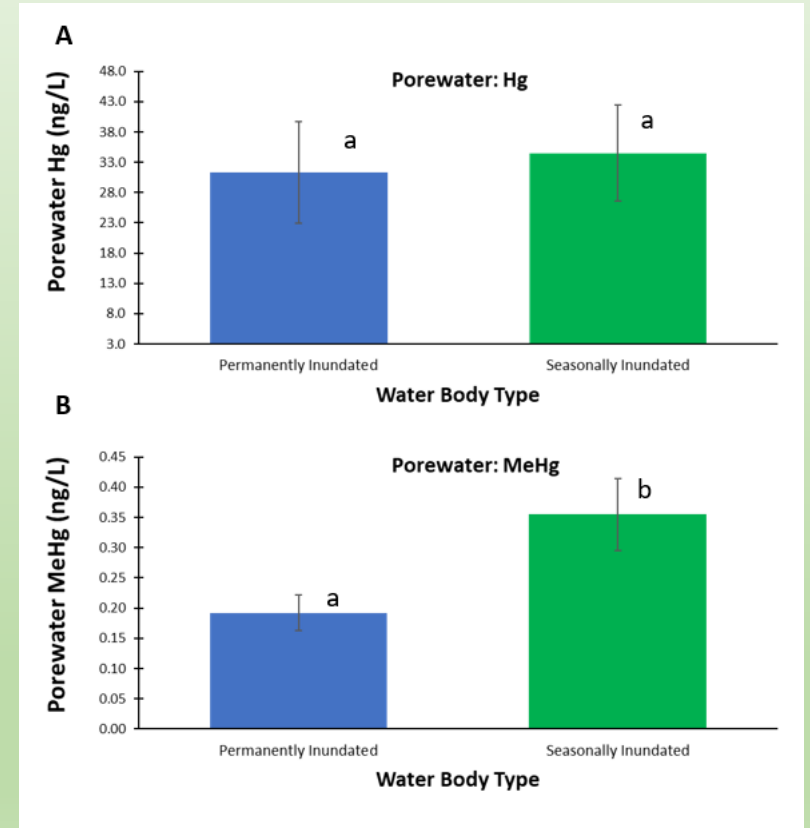 A
Porewater: Hg
Porewater Hg (ng/L)
48.0
43.0
38.0
33.0
28.0
23.0
18.0
13.0
8.0
3.0
a
a
Permanently Inundated
Seasonally Inundated
Water Body Type
B
Porewater: MeHg
Porewater MeHg (ng/L)
0.45
0.40
0.35
0.30
0.25
0.20
0.15
0.10
0.05
0.00
a
b
Permanently Inundated
Seasonally Inundated
Water Body Type